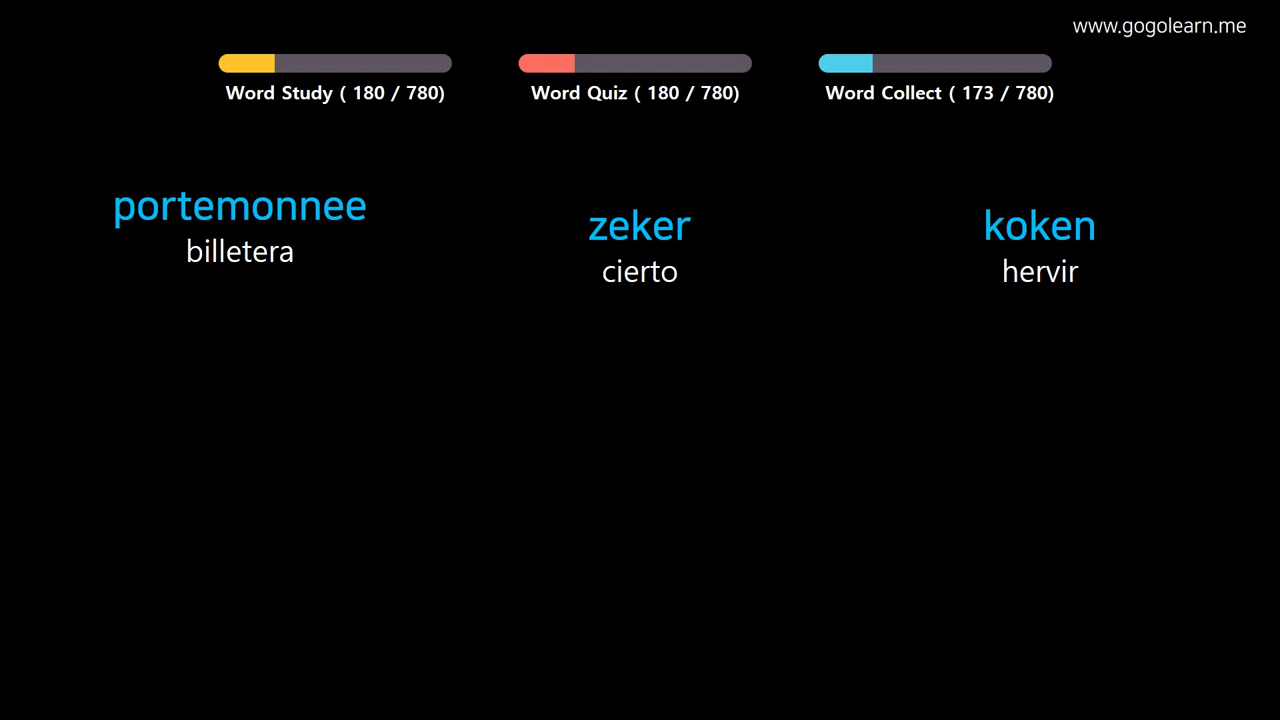 www.gogolearn.me
Word Study ( 180 / 780)
Word Quiz ( 180 / 780)
Word Collect ( 173 / 780)
portemonnee
billetera
zeker
cierto
koken
hervir